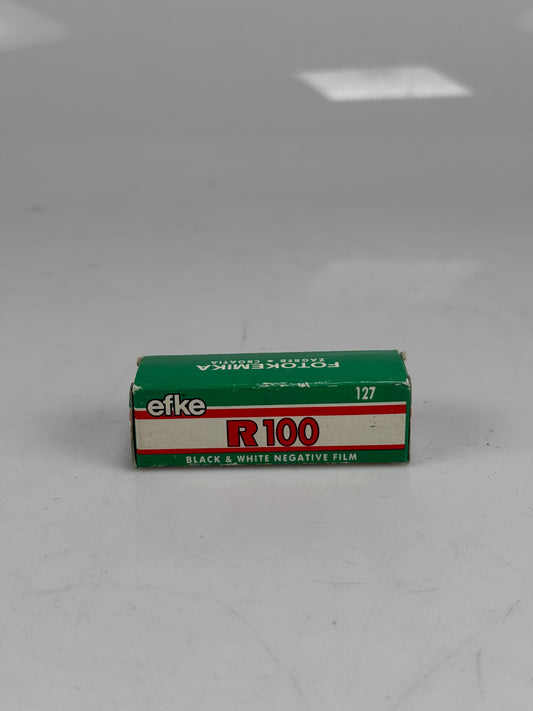 FOTOKEMIKA
ZAGREB • CROATIA
efke
127
R100
BLACK & WHITE NEGATIVE FILM